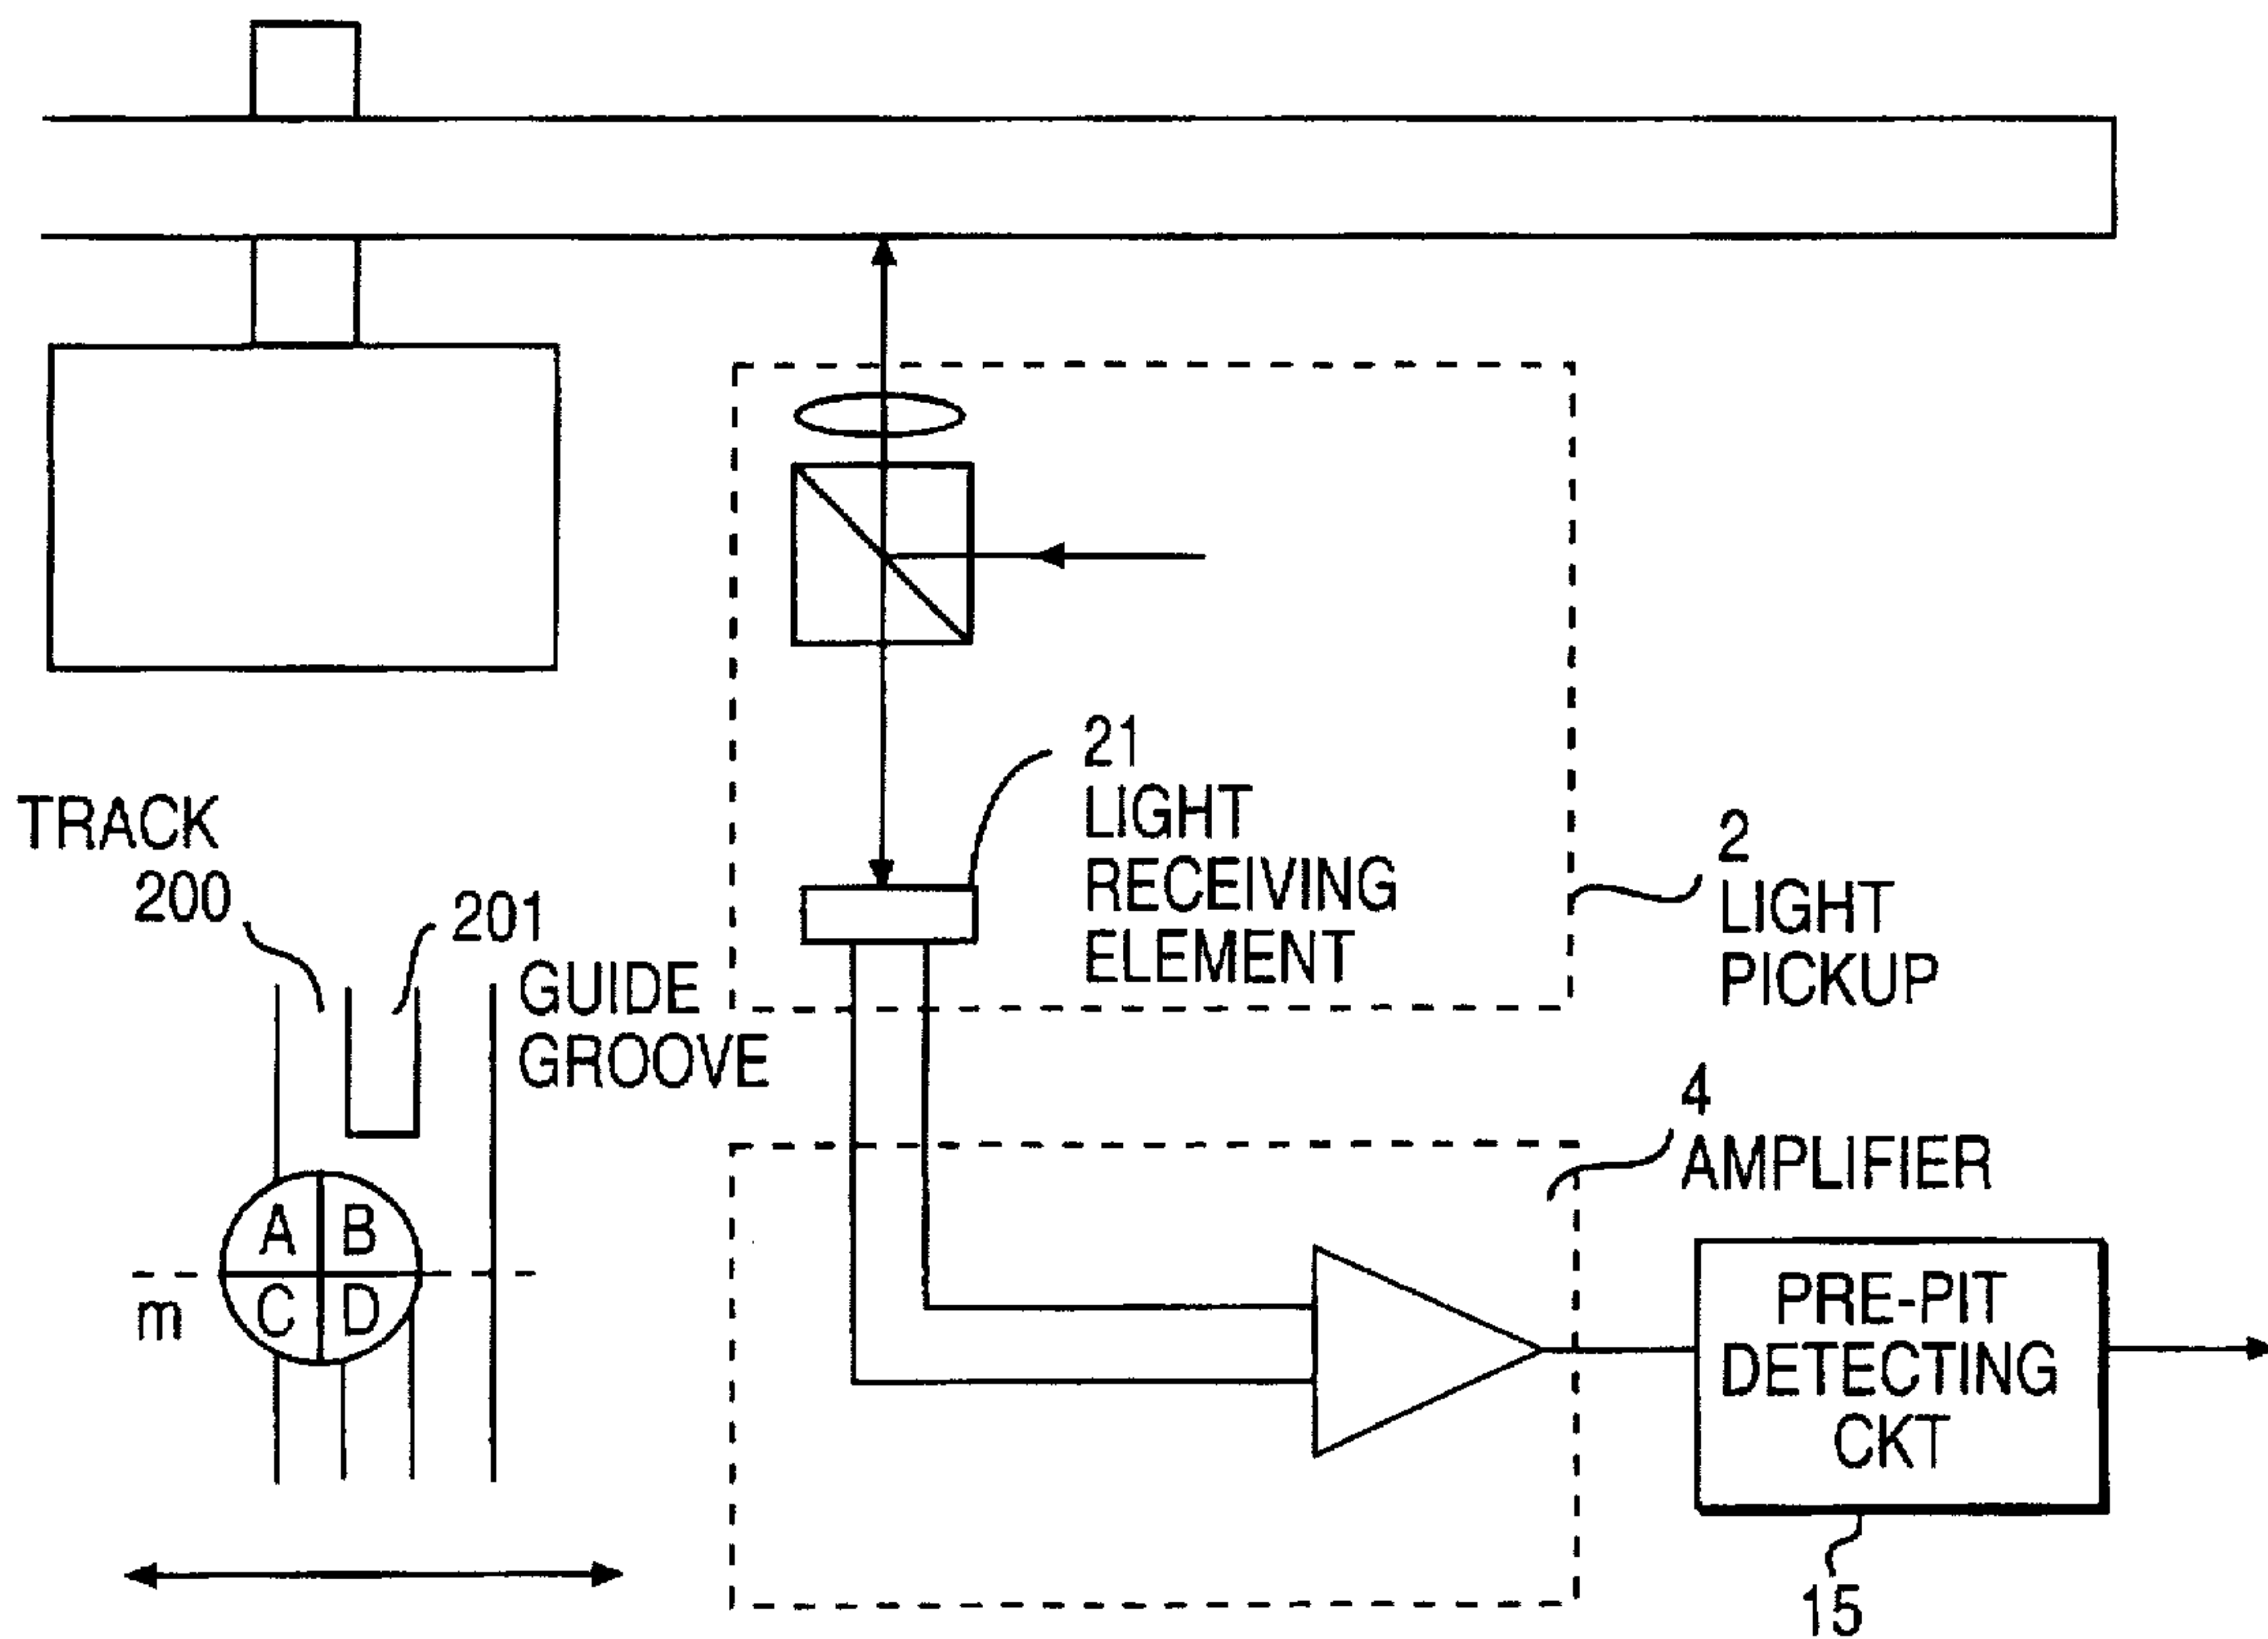 21
LIGHT
RECEIVING
ELEMENT
2
LIGHT
PICKUP
TRACK
200
201
GUIDE
GROOVE
A B
C D
m
4
AMPLIFIER
PRE-PIT
DETECTING
CKT
15